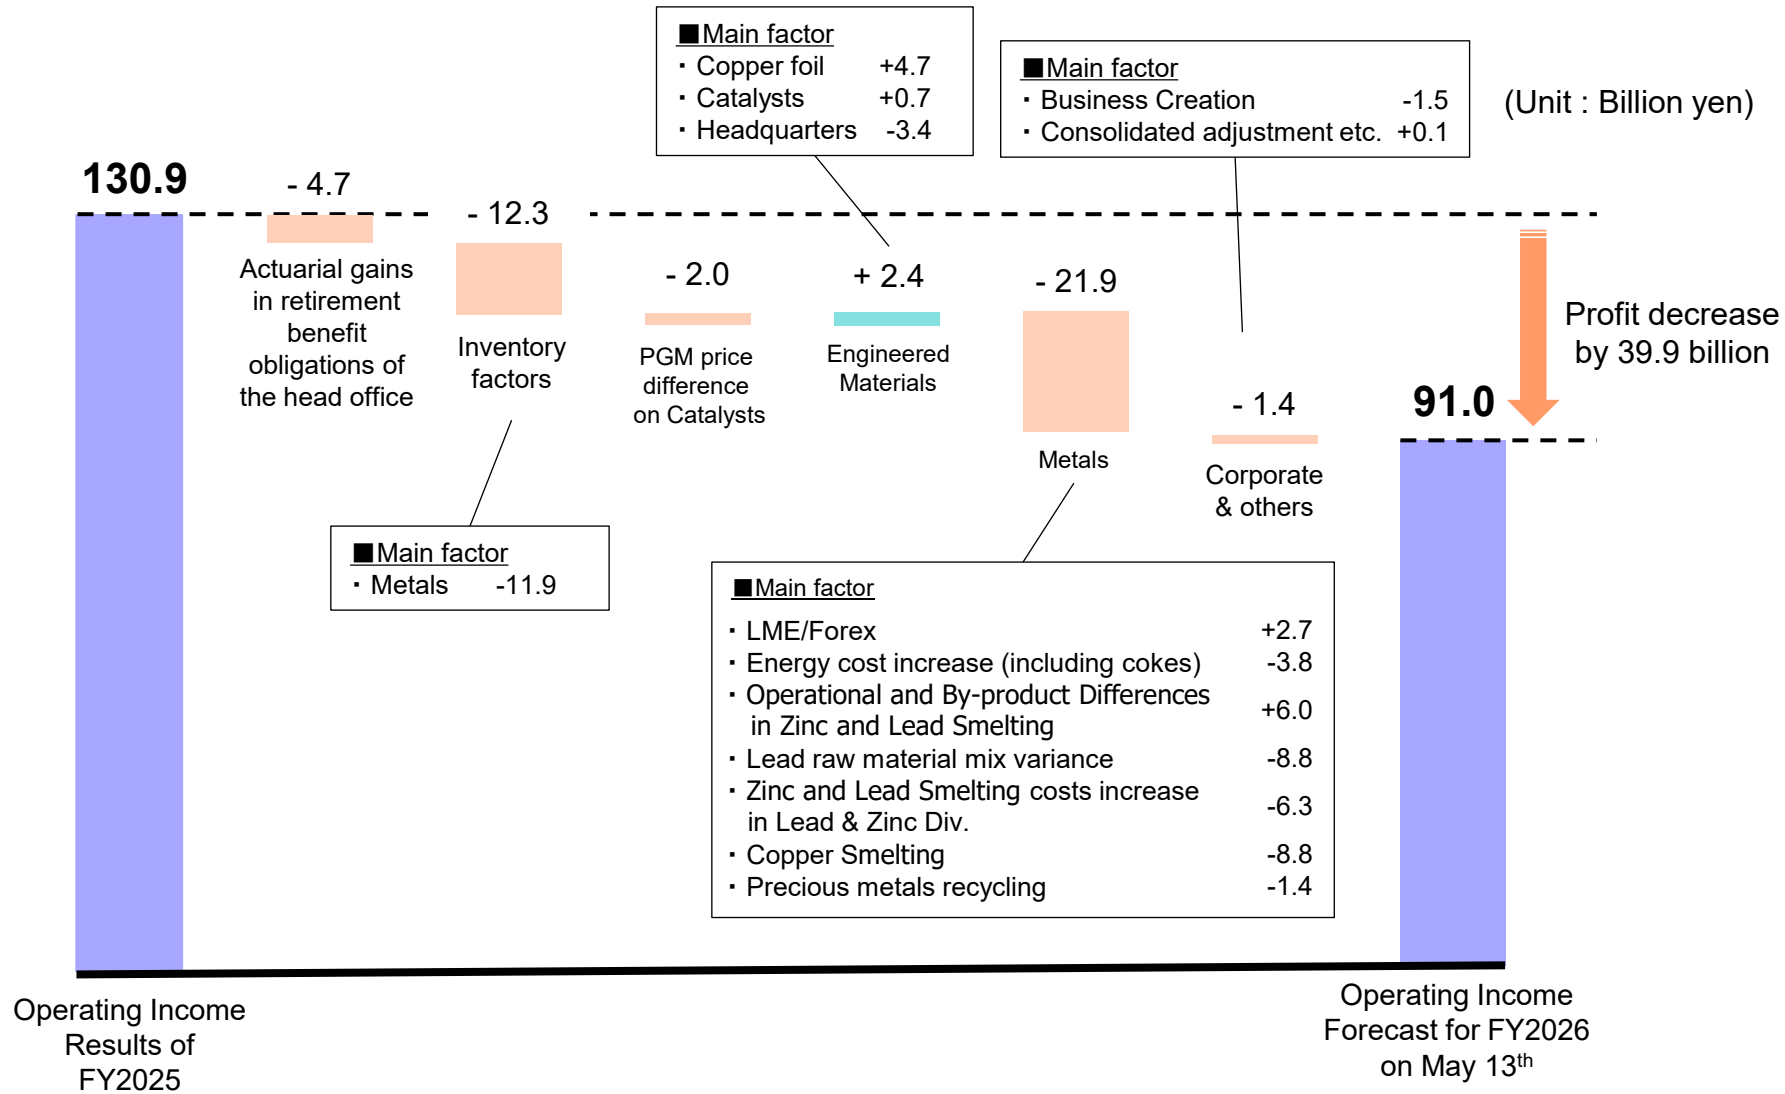 ■Main factor
・Copper foil +4.7
・Catalysts +0.7
・Headquarters -3.4
■Main factor
・Business Creation -1.5
・Consolidated adjustment etc. +0.1
(Unit : Billion yen)
130.9
- 4.7
Actuarial gains
in retirement
benefit
obligations of
the head office
- 12.3
Inventory
factors
- 2.0
PGM price
difference
on Catalysts
+ 2.4
Engineered
Materials
- 21.9
Metals
- 1.4
Corporate
& others
91.0
Profit decrease
by 39.9 billion
■Main factor
・Metals -11.9
■Main factor
・LME/Forex +2.7
・Energy cost increase (including cokes) -3.8
・Operational and By-product Differences
in Zinc and Lead Smelting +6.0
・Lead raw material mix variance -8.8
・Zinc and Lead Smelting costs increase
in Lead & Zinc Div. -6.3
・Copper Smelting -8.8
・Precious metals recycling -1.4
Operating Income
Results of
FY2025
Operating Income
Forecast for FY2026
on May 13th